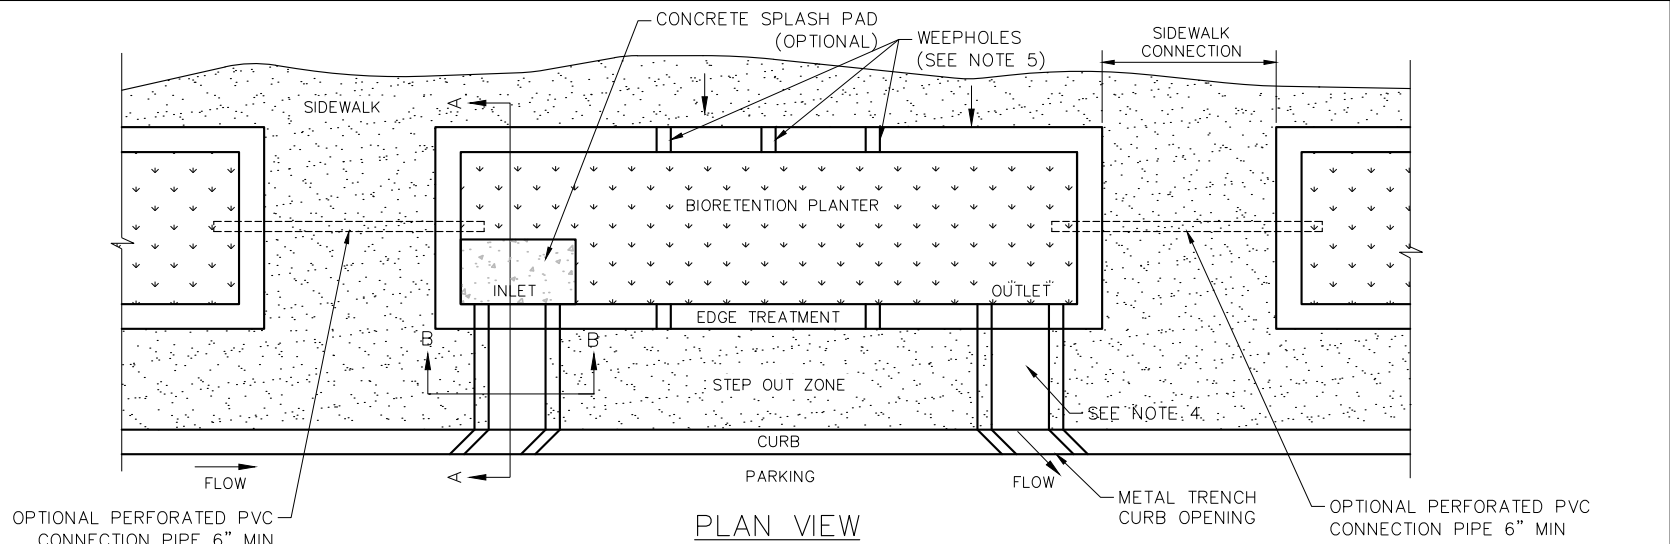 CONCRETE SPLASH PAD
(OPTIONAL)
WEEPHOLES
(SEE NOTE 5)
SIDEWALK
CONNECTION
SIDEWALK
A
BIORETENTION PLANTER
INLET
OUTLET
EDGE TREATMENT
B
B
STEP OUT ZONE
SEE NOTE 4
CURB
A
PARKING
FLOW
FLOW
METAL TRENCH
CURB OPENING
OPTIONAL PERFORATED PVC
CONNECTION PIPE 6" MIN
OPTIONAL PERFORATED PVC
CONNECTION PIPE 6" MIN
PLAN VIEW